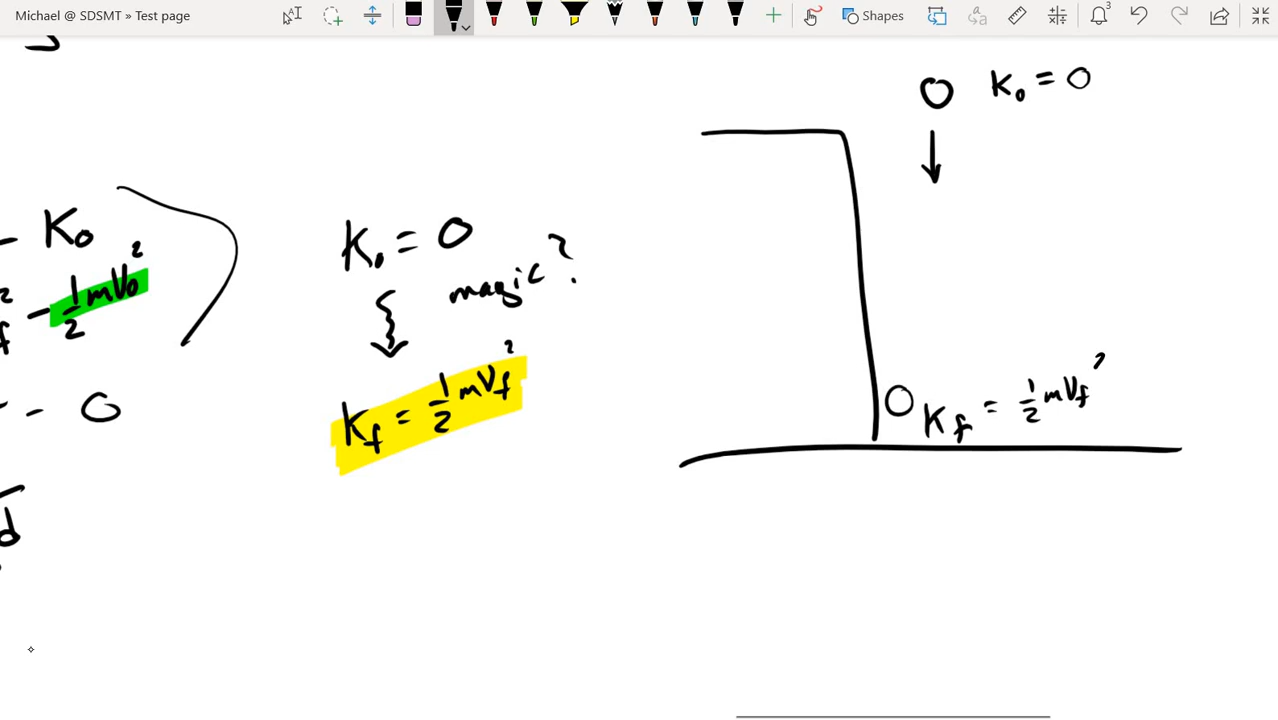 Michael @ SDSMT » Test page
Shapes
3
K₀ = 0
- K₀
K₀ = 0
magic?
- ½mV₀²
K_f = ½mV_f²
K_f = ½mV_f²
- 0
d